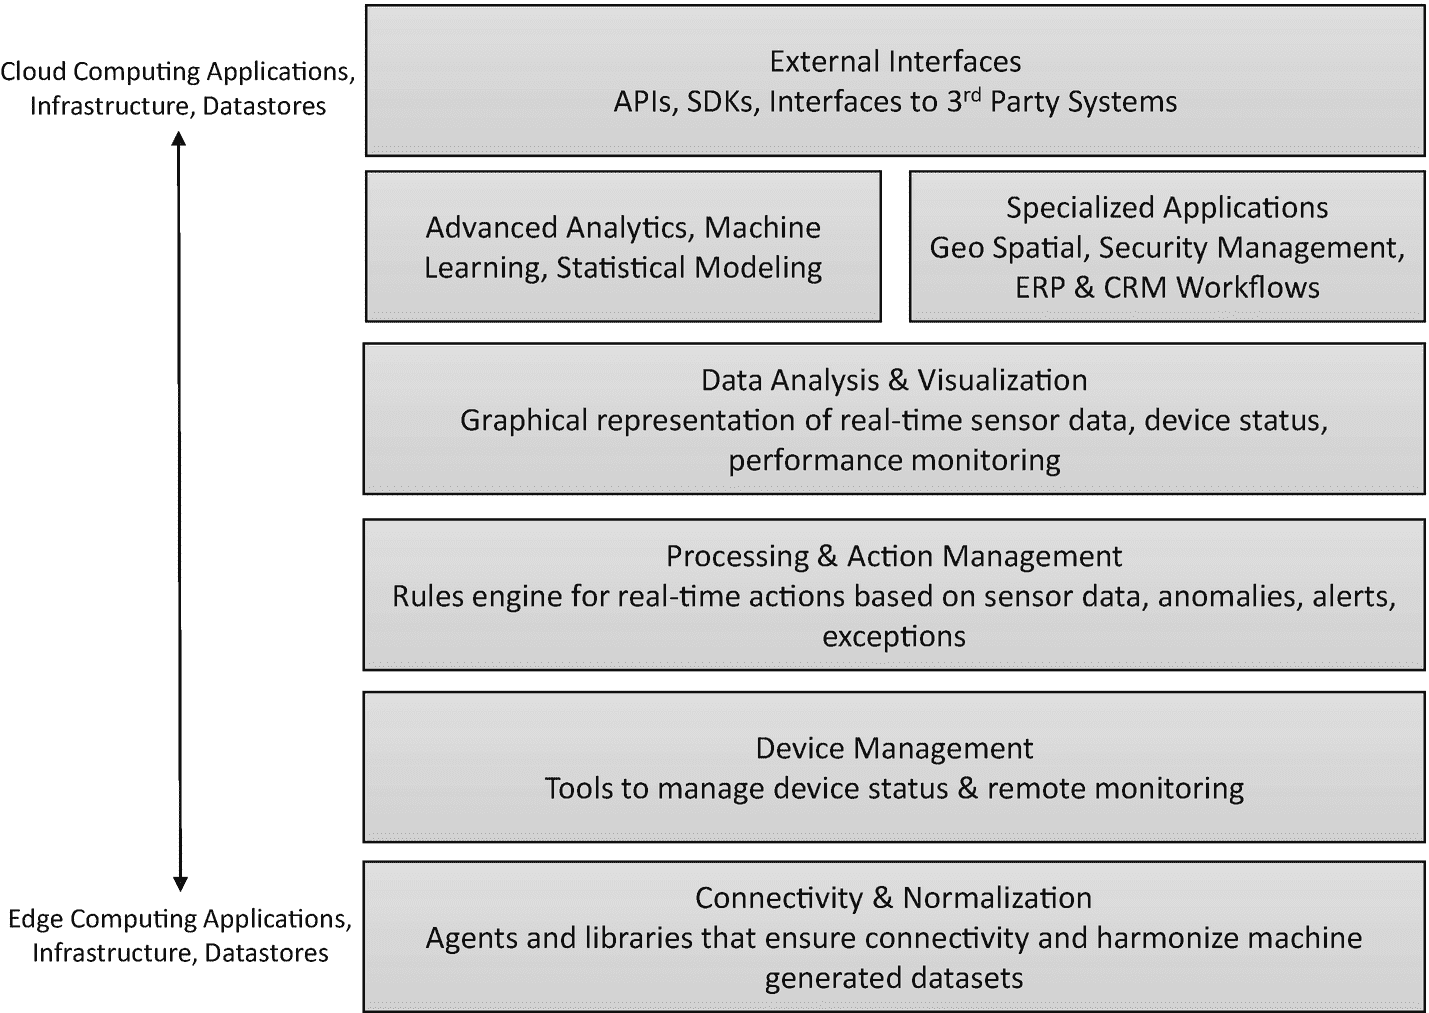 Cloud Computing Applications,
Infrastructure, Datastores
External Interfaces
APIs, SDKs, Interfaces to 3rd Party Systems
Advanced Analytics, Machine
Learning, Statistical Modeling
Specialized Applications
Geo Spatial, Security Management,
ERP & CRM Workflows
Data Analysis & Visualization
Graphical representation of real-time sensor data, device status,
performance monitoring
Processing & Action Management
Rules engine for real-time actions based on sensor data, anomalies, alerts,
exceptions
Device Management
Tools to manage device status & remote monitoring
Edge Computing Applications,
Infrastructure, Datastores
Connectivity & Normalization
Agents and libraries that ensure connectivity and harmonize machine
generated datasets